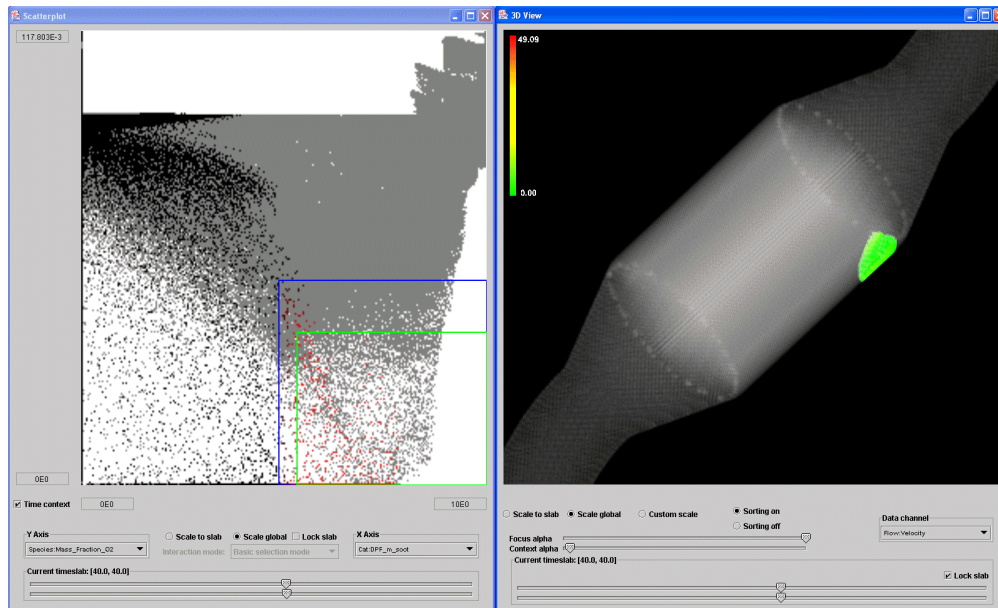 Scatterplot
117.803E-3
0E0
Time context
0E0
10E0
Y Axis
Species:Mass_Fraction_O2
Scale to slab
Scale global
Lock slab
Interaction mode:
Basic selection mode
X Axis
Cat:DPF_m_soot
Current timeslab: [40.0, 40.0]
3D View
49.09
0.00
Scale to slab
Scale global
Custom scale
Sorting on
Sorting off
Data channel
Flow:Velocity
Focus alpha
Context alpha
Current timeslab: [40.0, 40.0]
Lock slab